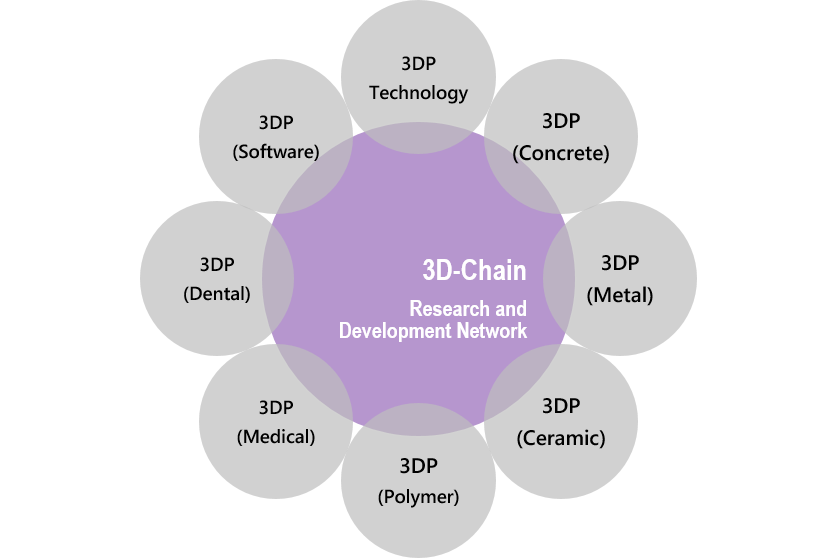 3DP
Technology
3DP
(Software)
3DP
(Concrete)
3DP
(Dental)
3D-Chain
Research and
Development Network
3DP
(Metal)
3DP
(Medical)
3DP
(Ceramic)
3DP
(Polymer)